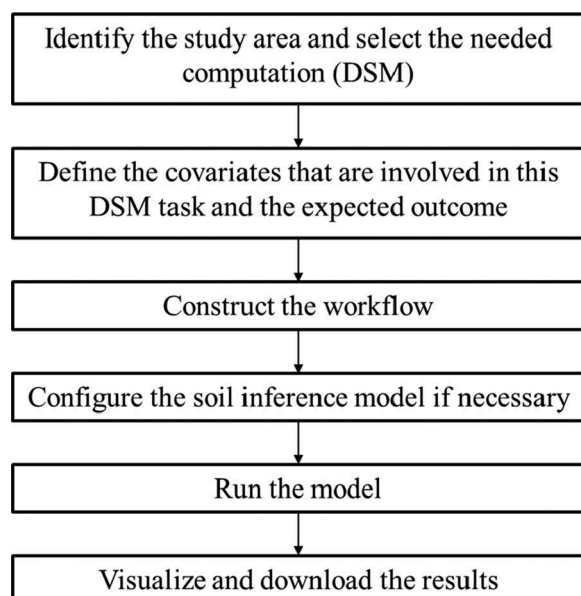 Identify the study area and select the needed
computation (DSM)
Define the covariates that are involved in this
DSM task and the expected outcome
Construct the workflow
Configure the soil inference model if necessary
Run the model
Visualize and download the results